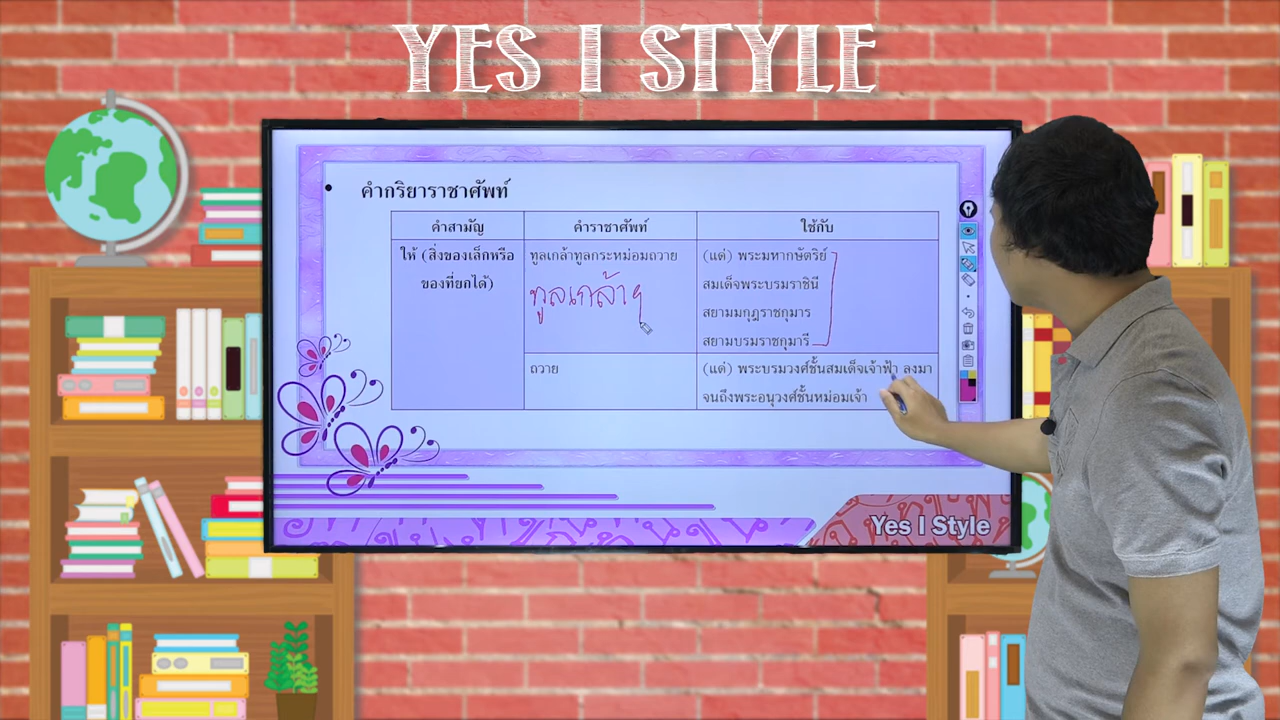 YES I STYLE
คำกริยาราชาศัพท์
คำสามัญ คำราชาศัพท์ ใช้กับ
ให้ (สิ่งของเล็กหรือ ทูลเกล้าทูลกระหม่อมถวาย (แด่) พระมหากษัตริย์
ของที่ยกได้) ทูลเกล้าฯ สมเด็จพระบรมราชินี
สยามมกุฎราชกุมาร
สยามบรมราชกุมารี
ถวาย (แด่) พระบรมวงศ์ชั้นสมเด็จเจ้าฟ้า ลงมา
จนถึงพระอนุวงศ์ชั้นหม่อมเจ้า
Yes I Style